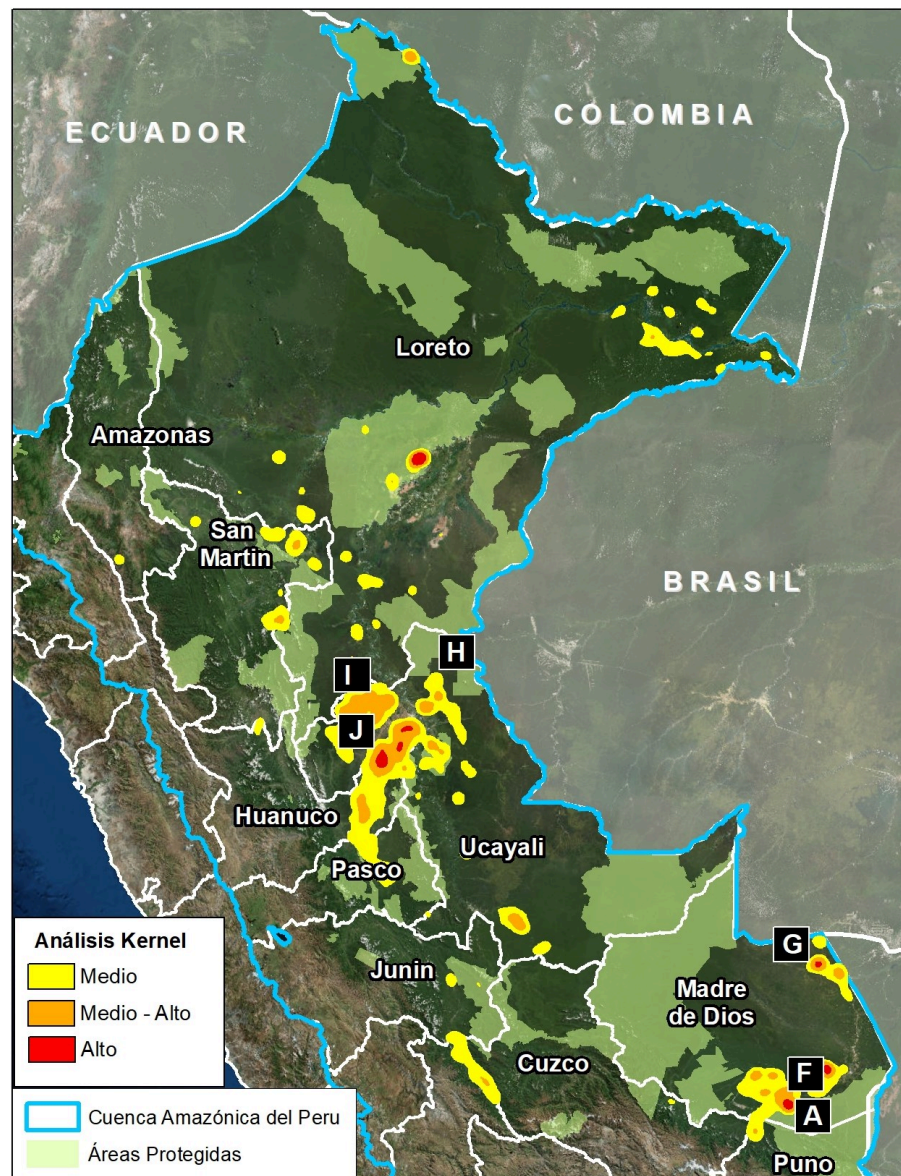 ECUADOR
COLOMBIA
Loreto
Amazonas
San
Martin
BRASIL
H
I
J
Huanuco
Ucayali
Pasco
Análisis Kernel
Medio
Medio - Alto
Alto
Junin
G
Madre
de Dios
Cuzco
F
A
Cuenca Amazónica del Peru
Áreas Protegidas
Puno